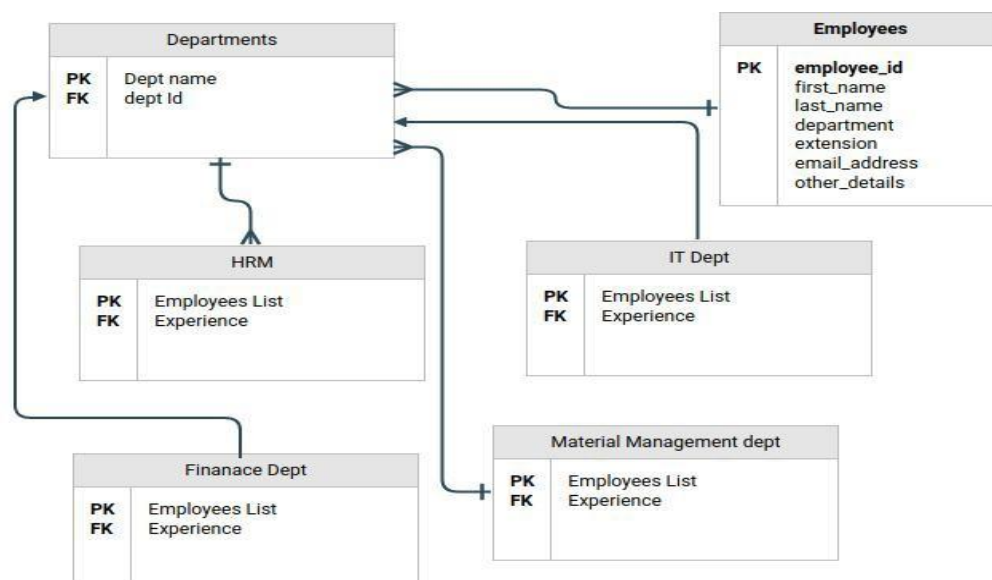 Departments
PK Dept name
FK dept Id
Employees
PK employee_id
first_name
last_name
department
extension
email_address
other_details
HRM
PK Employees List
FK Experience
IT Dept
PK Employees List
FK Experience
Finanace Dept
PK Employees List
FK Experience
Material Management dept
PK Employees List
FK Experience